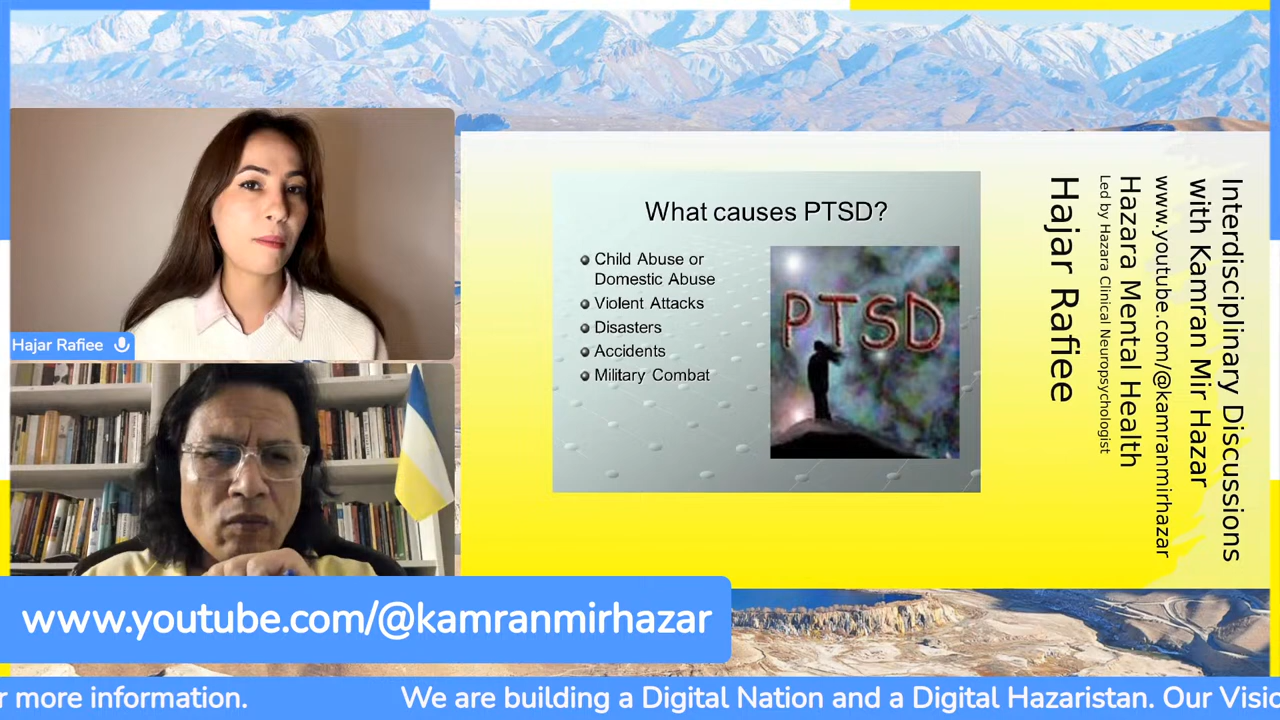 Hajar Rafiee
What causes PTSD?
Child Abuse or
Domestic Abuse
Violent Attacks
Disasters
Accidents
Military Combat
PTSD
Interdisciplinary Discussions
with Kamran Mir Hazar
www.youtube.com/@kamranmirhazar
Hazara Mental Health
Led by Hazara Clinical Neuropsychologist
Hajar Rafiee
www.youtube.com/@kamranmirhazar
r more information.
We are building a Digital Nation and a Digital Hazaristan. Our Visio